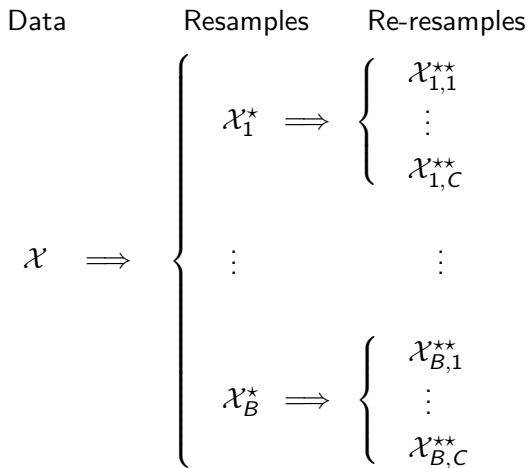 Data Resamples Re-resamples
𝒳**1,1
𝒳*1 ⟹ ⋮
𝒳**1,C
𝒳 ⟹ ⋮ ⋮
𝒳**B,1
𝒳*B ⟹ ⋮
𝒳**B,C